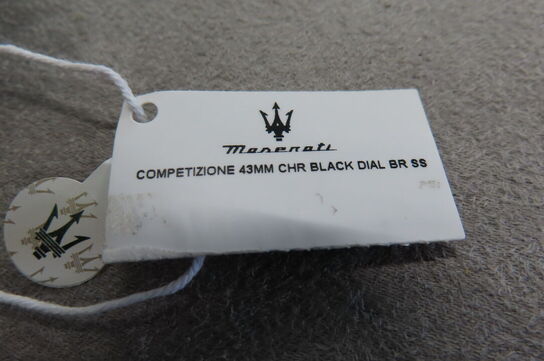 Maserati
COMPETIZIONE 43MM CHR BLACK DIAL BR SS